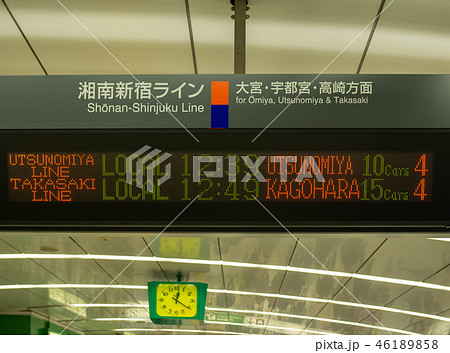 湘南新宿ライン
Shōnan-Shinjuku Line
大宮・宇都宮・高崎方面
for Ōmiya, Utsunomiya & Takasaki
UTSUNOMIYA LOCAL UTSUNOMIYA 10Cars 4
LINE
TAKASAKI LOCAL 12:49 KAGOHARA 15Cars 4
LINE
PIXTA
pixta.jp - 46189858